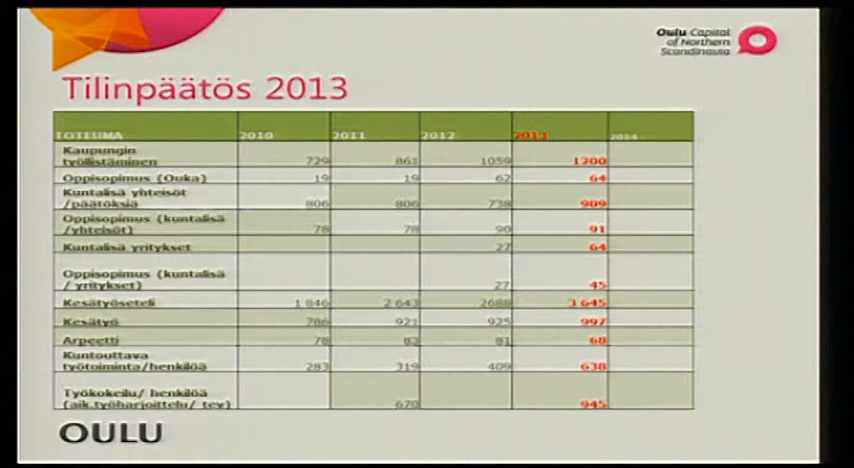 Oulu Capital
of Northern
Scandinavia
Tilinpäätös 2013
TOTEUMA 2010 2011 2012 2013 2014
Kaupungin
työllistäminen 729 861 1059 1200
Oppisopimus (Ouka) 19 19 62 64
Kuntalisä yhteisöt
/päätöksiä 806 806 738 909
Oppisopimus (kuntalisä
/yhteisöt) 78 78 90 91
Kuntalisä yritykset 27 64
Oppisopimus (kuntalisä
/ yritykset) 27 45
Kesätyöseteli 1 846 2 643 2688 3 645
Kesätyö 786 921 925 997
Arpeetti 78 83 81 68
Kuntouttava
työtoiminta/henkilöä 283 319 409 638
Työkokeilu/ henkilöä
(aik.työharjoittelu/ tev) 670 945
OULU